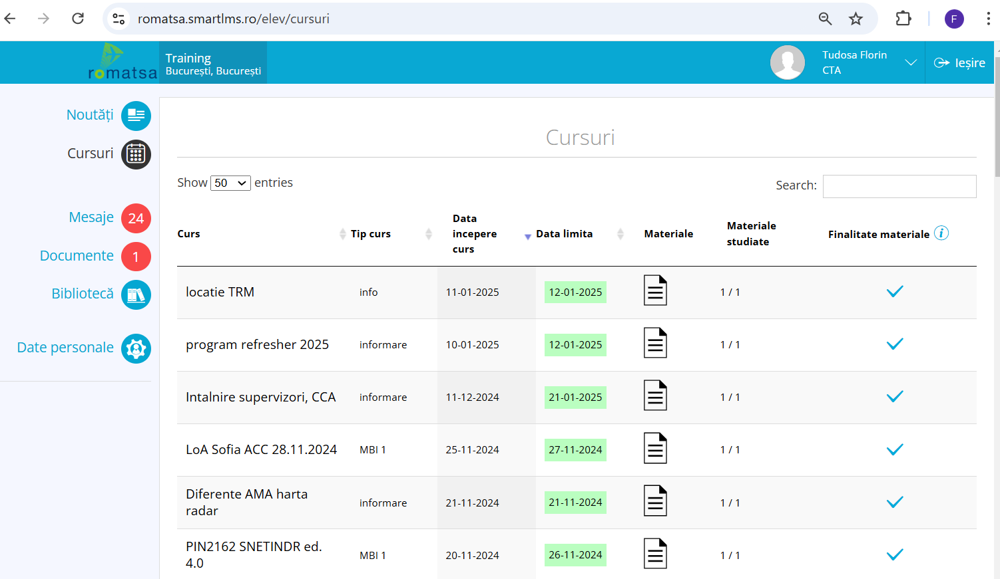 romatsa.smartlms.ro/elev/cursuri
F
romatsa
Training
București, București
Tudosa Florin
CTA
Ieșire
Noutăți
Cursuri
Mesaje 24
Documente 1
Bibliotecă
Date personale
Cursuri
Show 50 entries
Search:
Curs
Tip curs
Data
incepere
curs
Data limita
Materiale
Materiale
studiate
Finalitate materiale i
locatie TRM info 11-01-2025 12-01-2025 1 / 1
program refresher 2025 informare 10-01-2025 12-01-2025 1 / 1
Intalnire supervizori, CCA informare 11-12-2024 21-01-2025 1 / 1
LoA Sofia ACC 28.11.2024 MBI 1 25-11-2024 27-11-2024 1 / 1
Diferente AMA harta
radar
informare 21-11-2024 21-11-2024 1 / 1
PIN2162 SNETINDR ed.
4.0
MBI 1 20-11-2024 26-11-2024 1 / 1